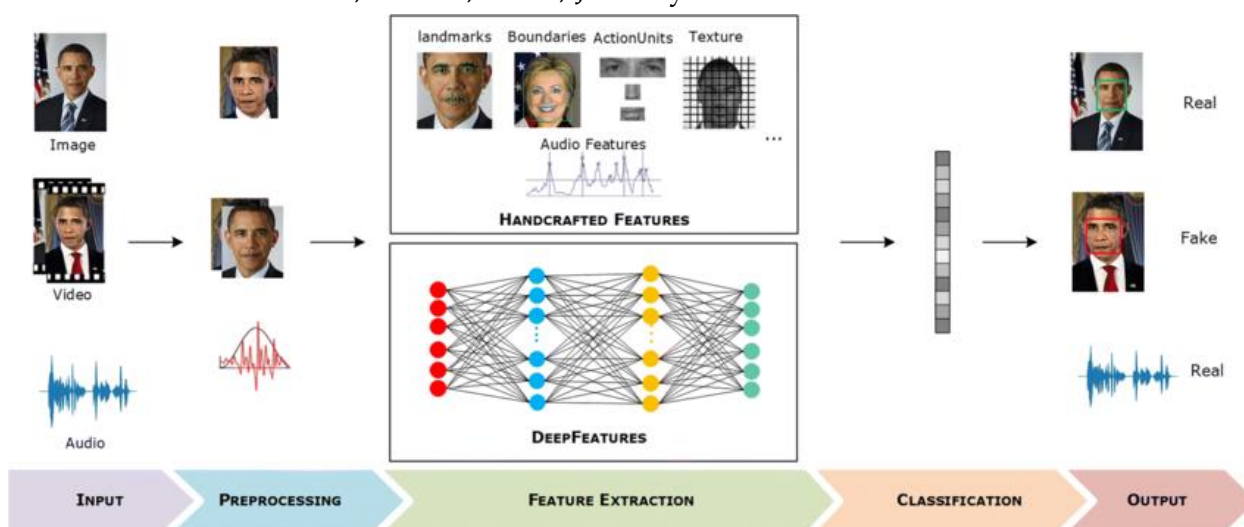 landmarks Boundaries ActionUnits Texture
Image
Audio Features
...
HANDCRAFTED FEATURES
Real
Video
Fake
Audio
DEEPFEATURES
Real
INPUT PREPROCESSING FEATURE EXTRACTION CLASSIFICATION OUTPUT